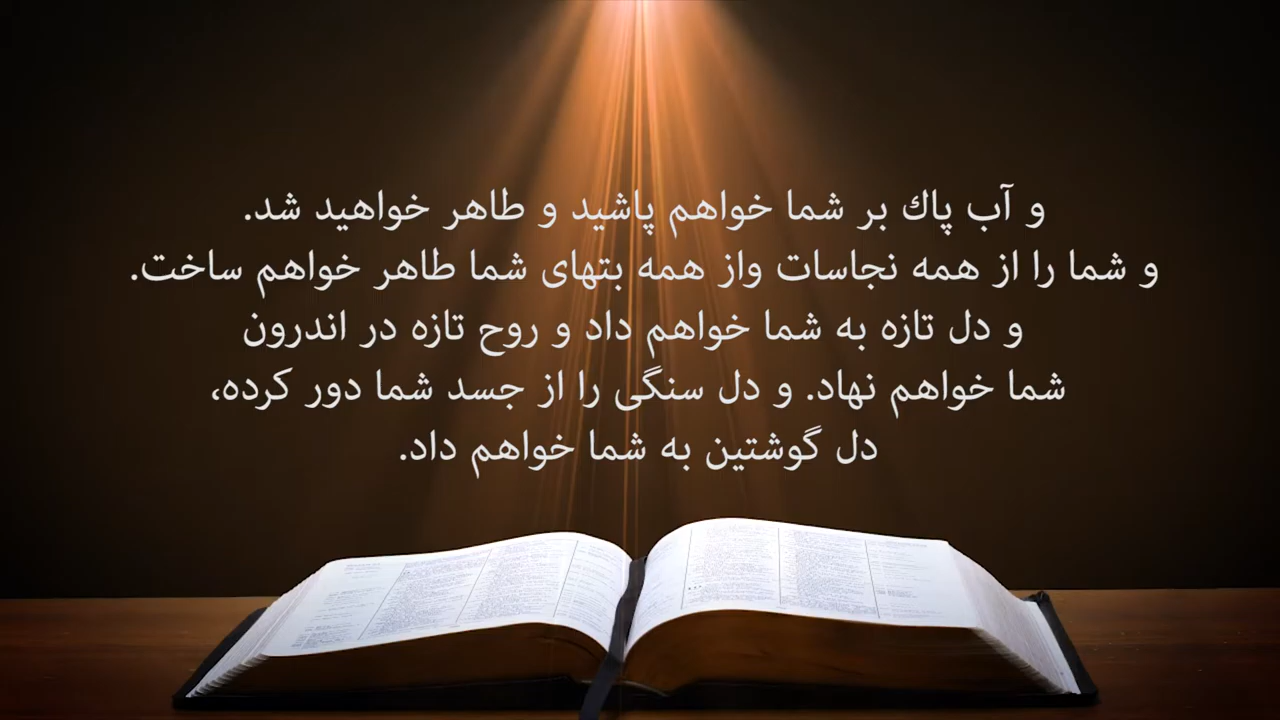 و آب پاك بر شما خواهم پاشید و طاهر خواهید شد.
و شما را از همه نجاسات واز همه بتهای شما طاهر خواهم ساخت.
و دل تازه به شما خواهم داد و روح تازه در اندرون
شما خواهم نهاد. و دل سنگی را از جسد شما دور کرده،
دل گوشتین به شما خواهم داد.